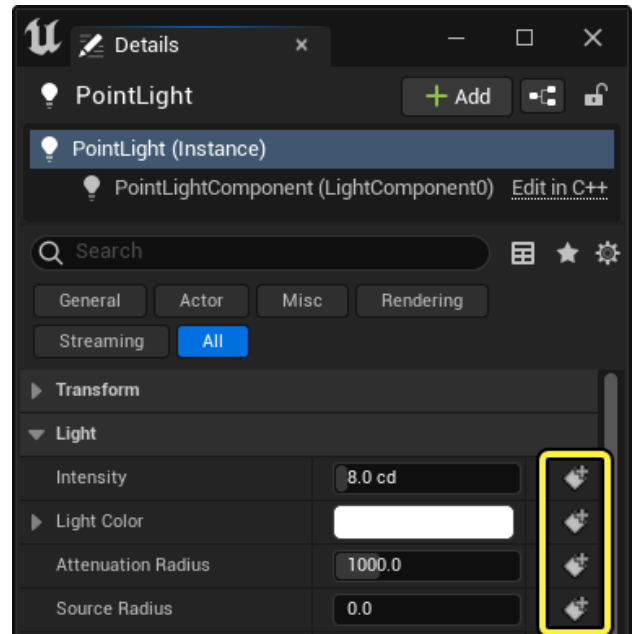 Details
PointLight
+ Add
PointLight (Instance)
PointLightComponent (LightComponent0) Edit in C++
Search
General Actor Misc Rendering
Streaming All
Transform
Light
Intensity 8.0 cd
Light Color
Attenuation Radius 1000.0
Source Radius 0.0